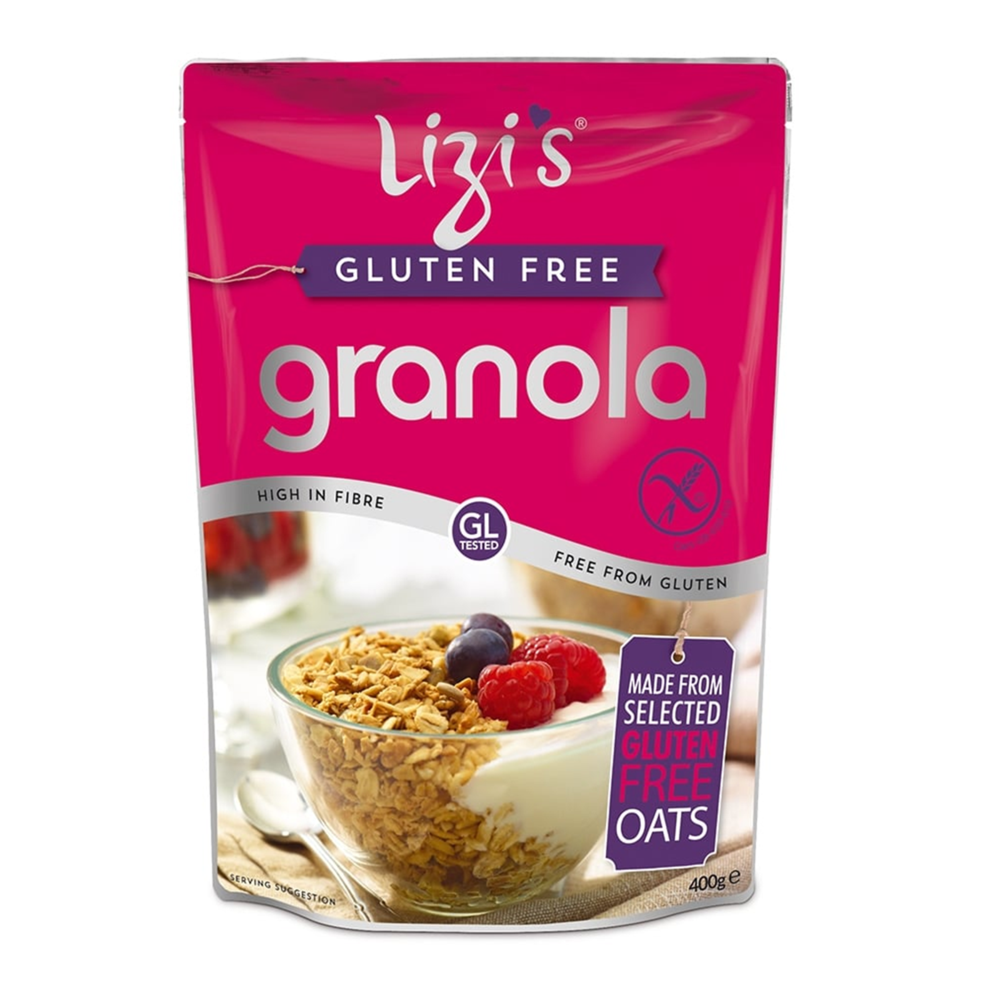 Lizi's®
GLUTEN FREE
granola
HIGH IN FIBRE
GL
TESTED
FREE FROM GLUTEN
MADE FROM
SELECTED
GLUTEN
FREE
OATS
400g e
SERVING SUGGESTION